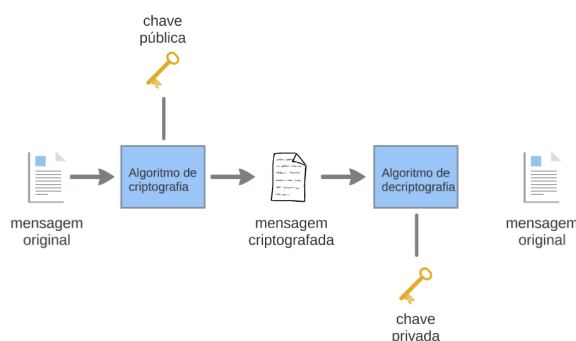 chave
pública
Algoritmo de
criptografia
Algoritmo de
decriptografia
mensagem
original
mensagem
criptografada
mensagem
original
chave
privada